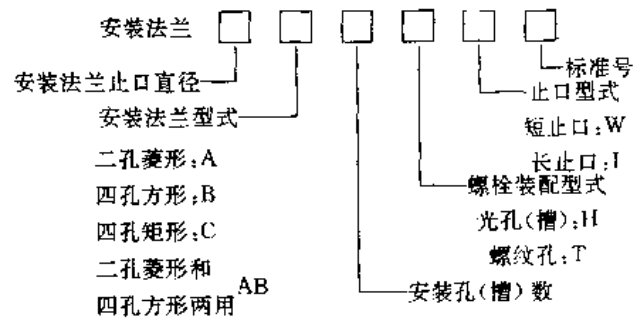 安装法兰
标准号
安装法兰止口直径
止口型式
安装法兰型式
短止口:W
二孔菱形:A
长止口:I
四孔方形:B
螺栓装配型式
四孔矩形:C
光孔(槽):H
二孔菱形和
螺纹孔:T
四孔方形两用
AB
安装孔(槽)数